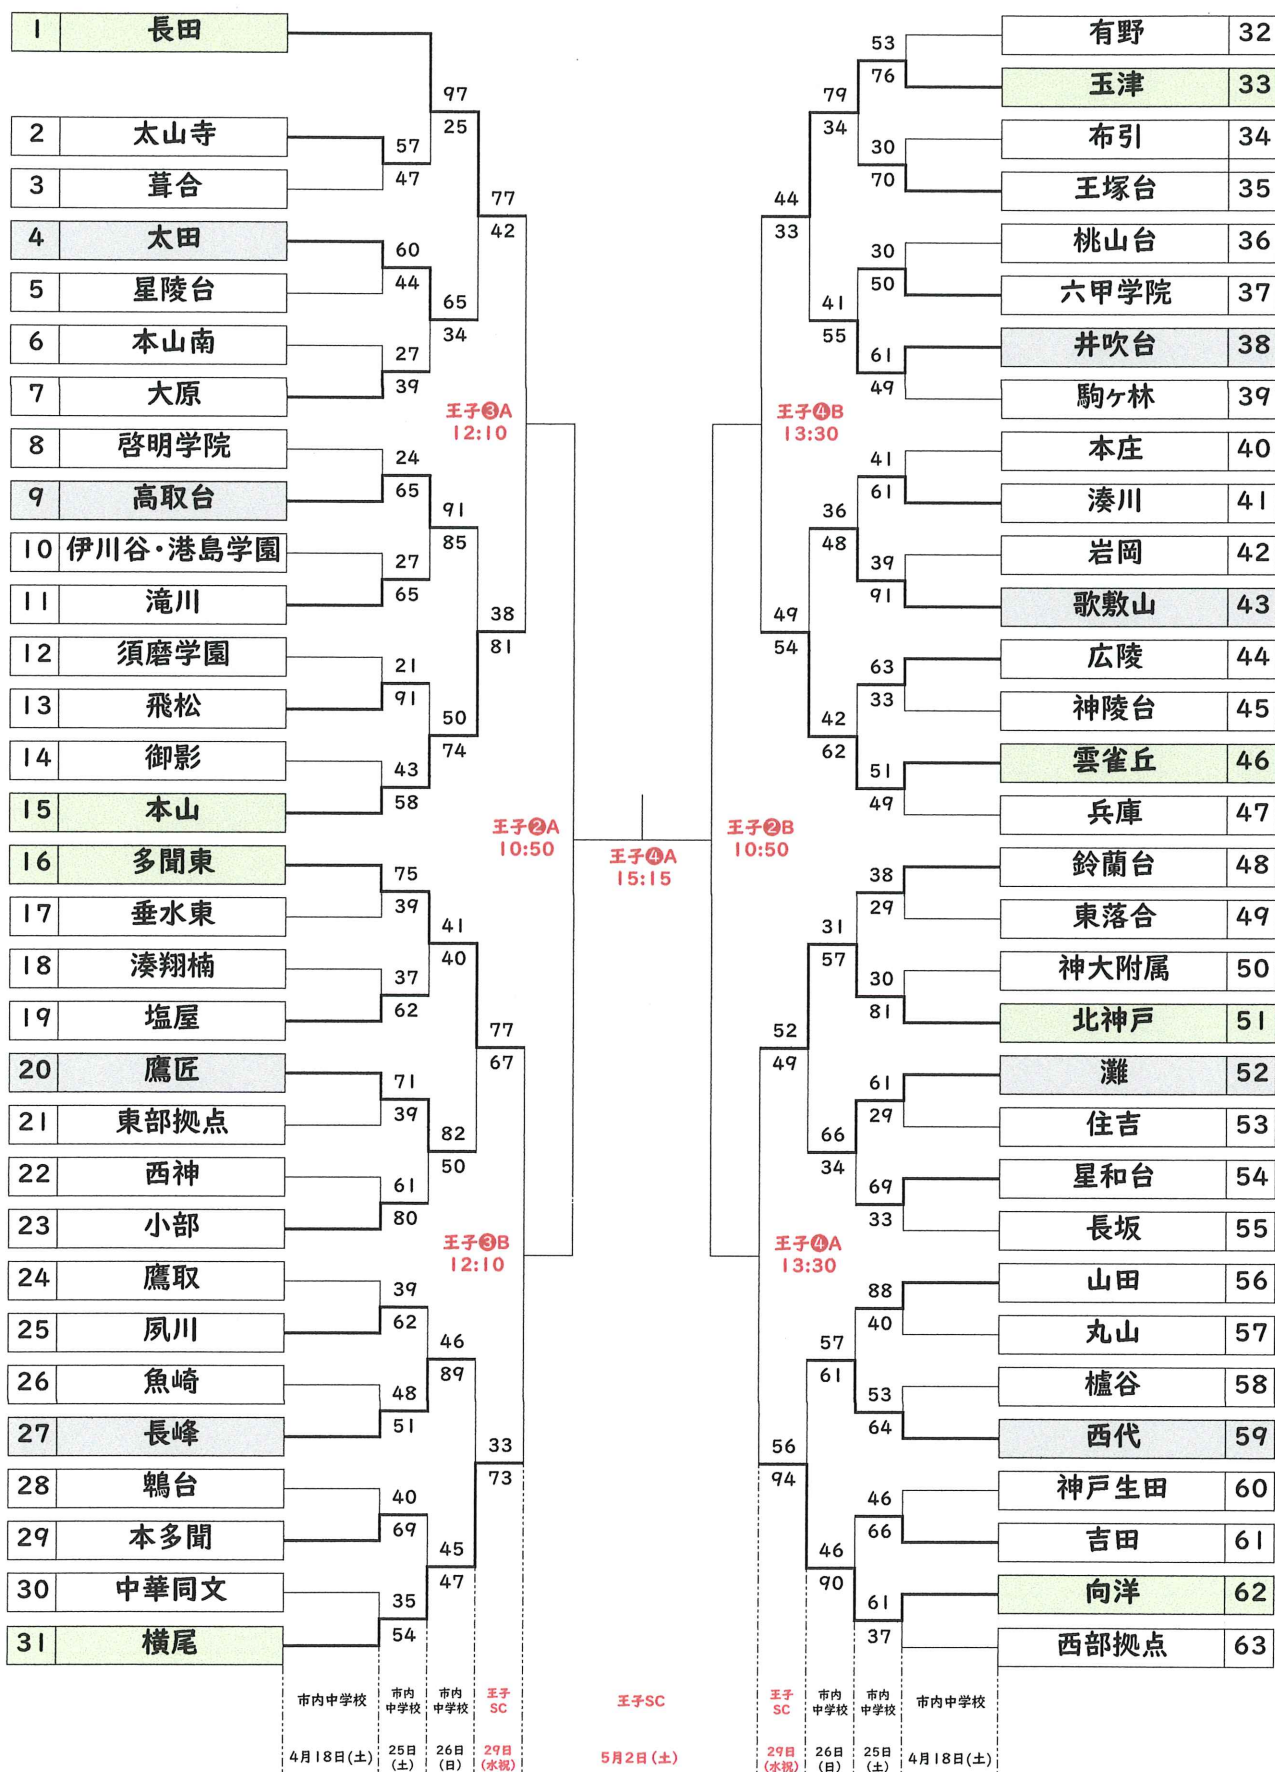 1 長田
2 太山寺
3 葺合
4 太田
5 星陵台
6 本山南
7 大原
8 啓明学院
9 高取台
10 伊川谷・港島学園
11 滝川
12 須磨学園
13 飛松
14 御影
15 本山
16 多聞東
17 垂水東
18 湊翔楠
19 塩屋
20 鷹匠
21 東部拠点
22 西神
23 小部
24 鷹取
25 夙川
26 魚崎
27 長峰
28 鵯台
29 本多聞
30 中華同文
31 横尾
57
47
60
44
27
39
24
65
27
65
21
91
43
58
75
39
37
62
71
39
61
80
39
62
48
51
40
69
35
54
97
25
65
34
91
85
50
74
41
40
82
50
46
89
45
47
77
42
38
81
77
67
33
73
王子❸A
12:10
王子❷A
10:50
王子❸B
12:10
王子❹A
15:15
王子❹B
13:30
王子❷B
10:50
王子❹A
13:30
44
33
49
54
52
49
56
94
79
34
41
55
36
48
42
62
31
57
66
34
57
61
46
90
53
76
30
70
30
50
61
49
41
61
39
91
63
33
51
49
38
29
30
81
61
29
69
33
88
40
53
64
46
66
61
37
有野 32
玉津 33
布引 34
王塚台 35
桃山台 36
六甲学院 37
井吹台 38
駒ヶ林 39
本庄 40
湊川 41
岩岡 42
歌敷山 43
広陵 44
神陵台 45
雲雀丘 46
兵庫 47
鈴蘭台 48
東落合 49
神大附属 50
北神戸 51
灘 52
住吉 53
星和台 54
長坂 55
山田 56
丸山 57
櫨谷 58
西代 59
神戸生田 60
吉田 61
向洋 62
西部拠点 63
市内中学校
4月18日(土)
市内
中学校
25日
(土)
市内
中学校
26日
(日)
王子
SC
29日
(水祝)
王子SC
5月2日(土)
王子
SC
29日
(水祝)
市内
中学校
26日
(日)
市内
中学校
25日
(土)
市内中学校
4月18日(土)